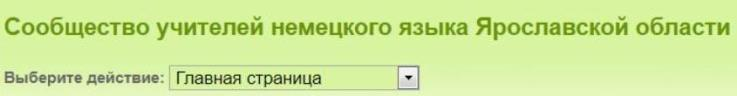 Сообщество учителей немецкого языка Ярославской области
Выберите действие: Главная страница